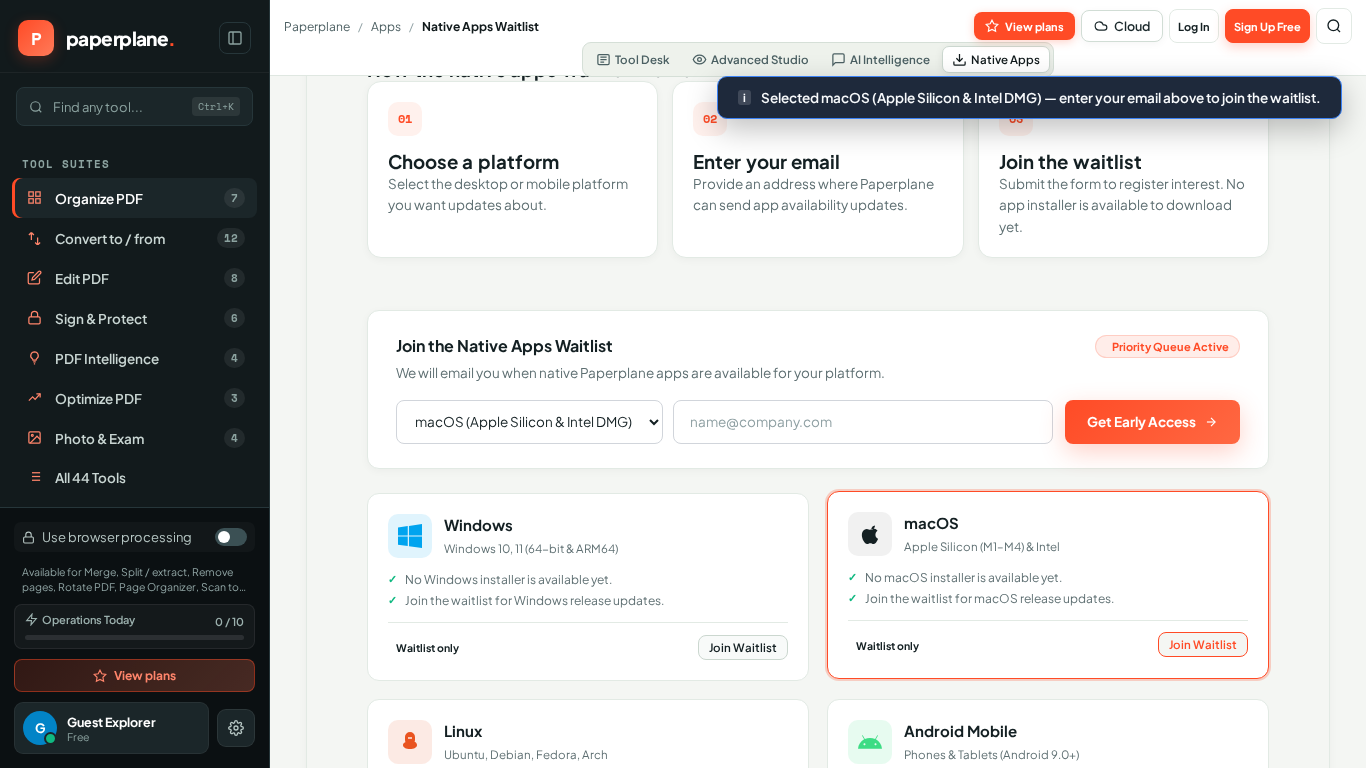 P
paperplane.
Find any tool...
Ctrl+K
TOOL SUITES
Organize PDF
7
Convert to / from
12
Edit PDF
8
Sign & Protect
6
PDF Intelligence
4
Optimize PDF
3
Photo & Exam
4
All 44 Tools
Use browser processing
Available for Merge, Split / extract, Remove
pages, Rotate PDF, Page Organizer, Scan to...
Operations Today
0 / 10
View plans
G
Guest Explorer
Free
Paperplane / Apps / Native Apps Waitlist
View plans
Cloud
Log In
Sign Up Free
Tool Desk
Advanced Studio
AI Intelligence
Native Apps
i
Selected macOS (Apple Silicon & Intel DMG) — enter your email above to join the waitlist.
01
Choose a platform
Select the desktop or mobile platform
you want updates about.
02
Enter your email
Provide an address where Paperplane
can send app availability updates.
03
Join the waitlist
Submit the form to register interest. No
app installer is available to download
yet.
Join the Native Apps Waitlist
Priority Queue Active
We will email you when native Paperplane apps are available for your platform.
macOS (Apple Silicon & Intel DMG)
name@company.com
Get Early Access
Windows
Windows 10, 11 (64-bit & ARM64)
✓ No Windows installer is available yet.
✓ Join the waitlist for Windows release updates.
Waitlist only
Join Waitlist
macOS
Apple Silicon (M1–M4) & Intel
✓ No macOS installer is available yet.
✓ Join the waitlist for macOS release updates.
Waitlist only
Join Waitlist
Linux
Ubuntu, Debian, Fedora, Arch
Android Mobile
Phones & Tablets (Android 9.0+)